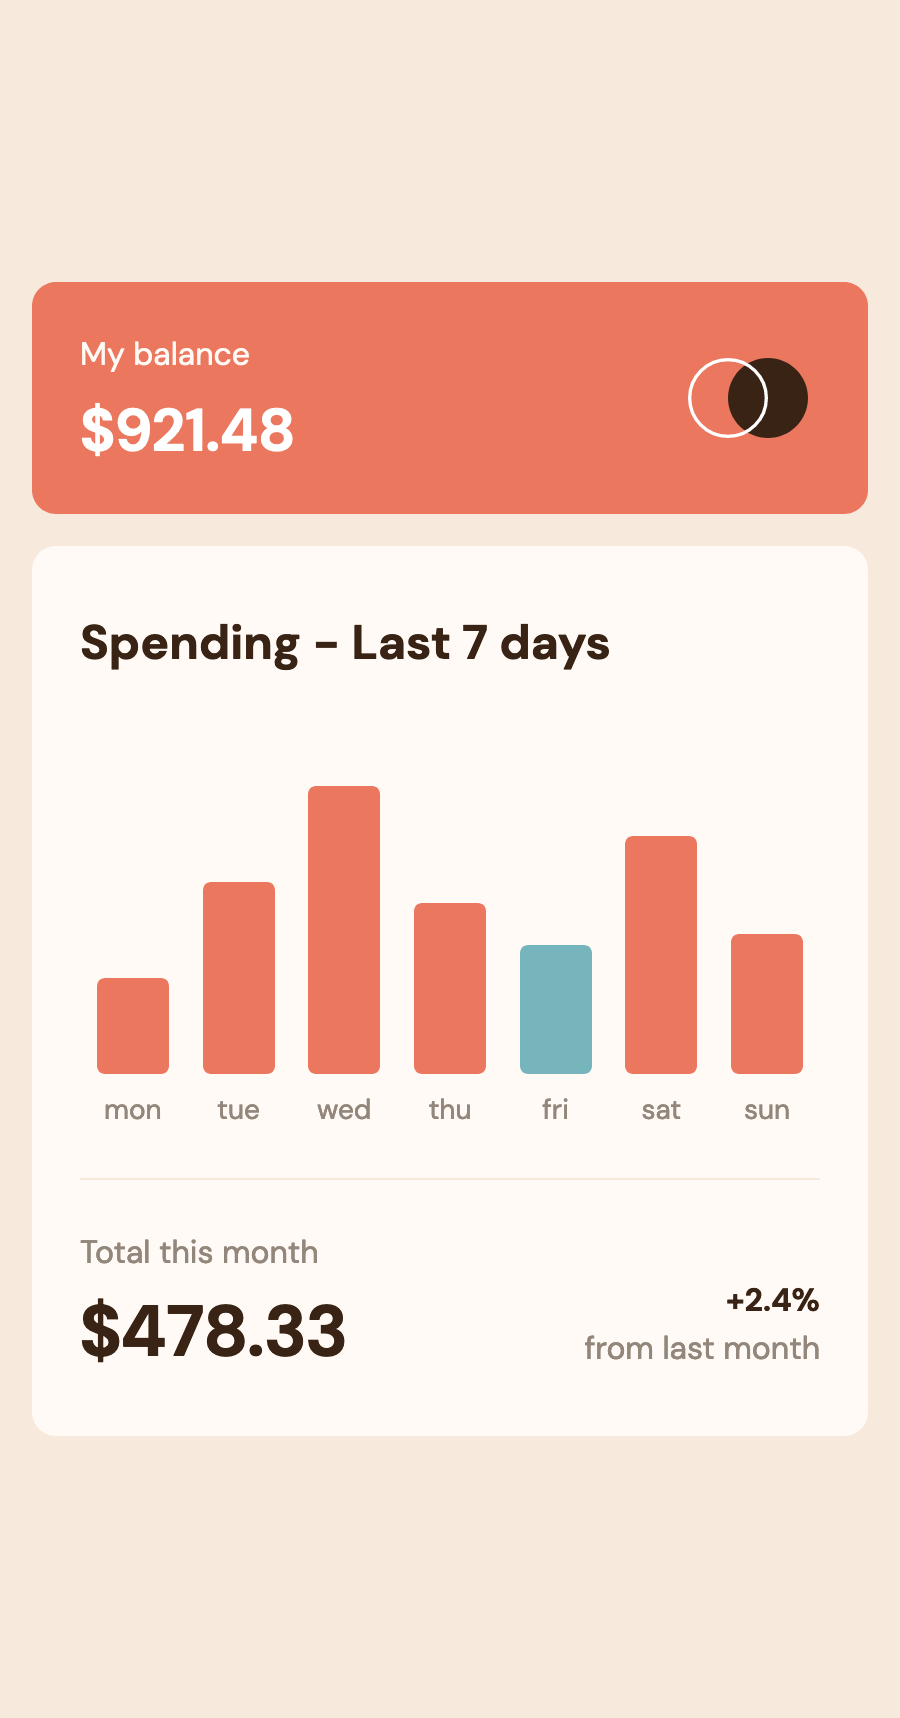 My balance
$921.48
Spending - Last 7 days
mon tue wed thu fri sat sun
Total this month
$478.33
+2.4%
from last month